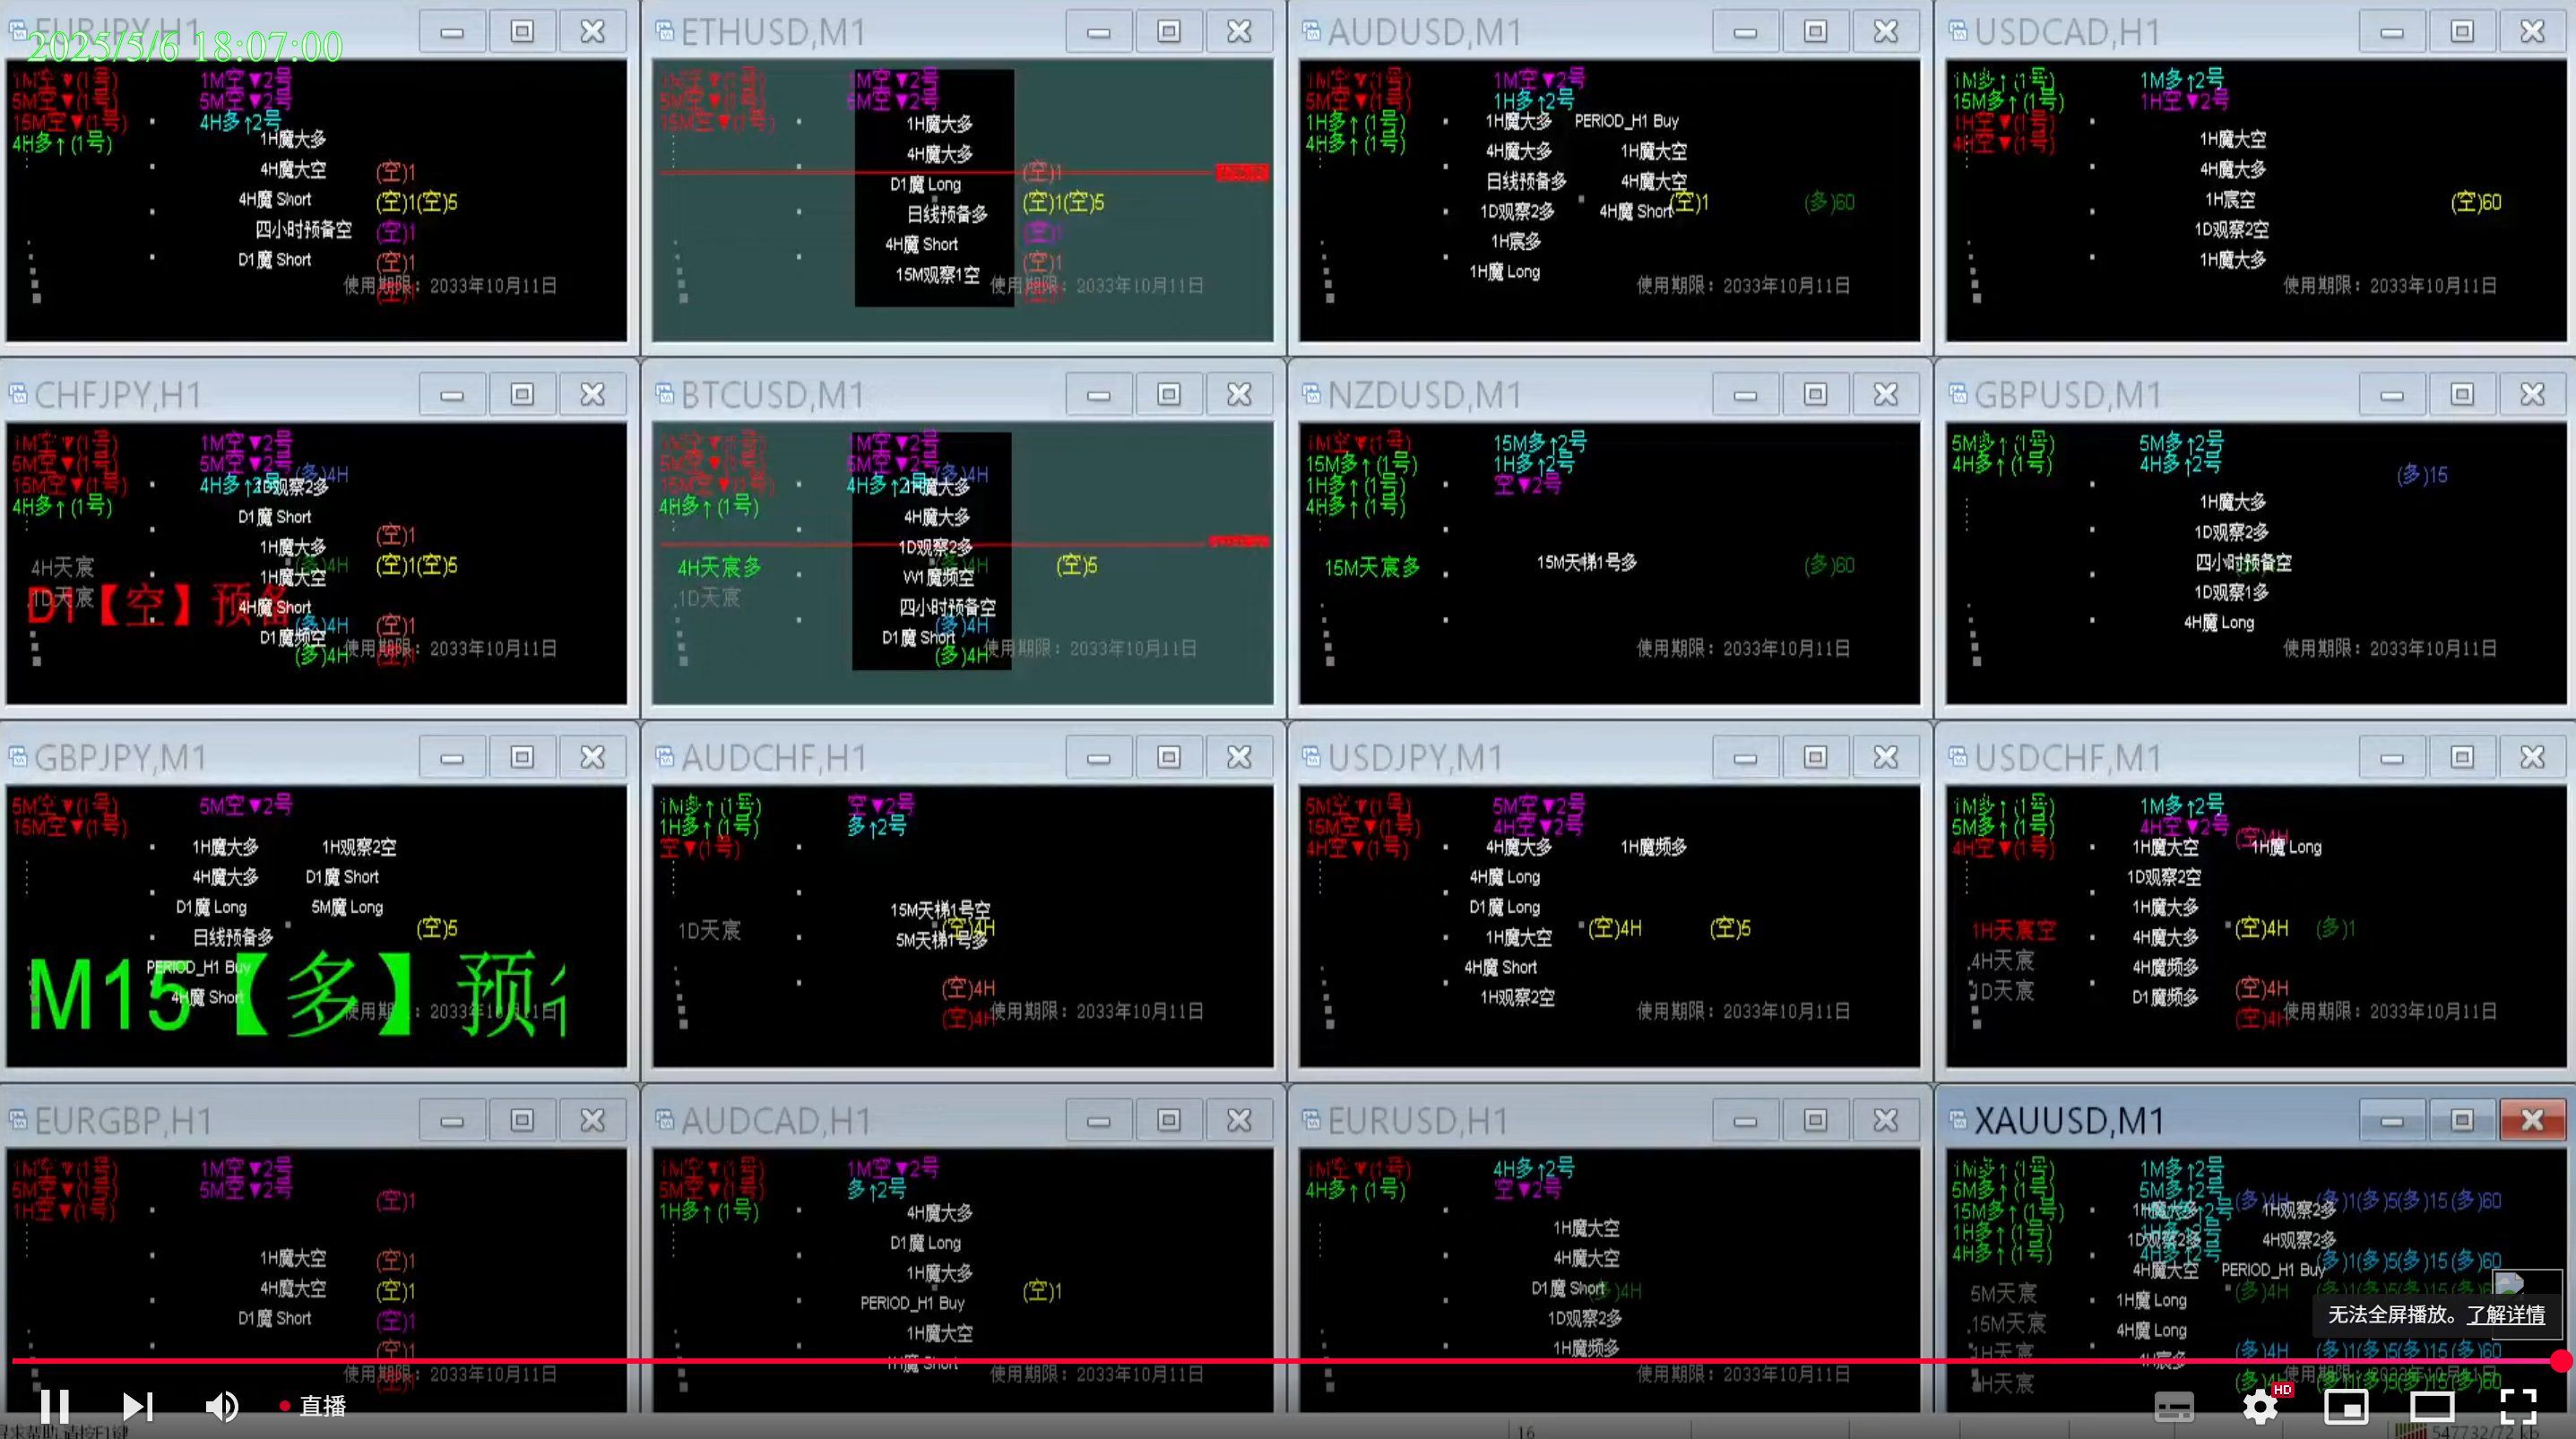 EURJPY,H1
2025/5/6 18:07:00
1M空▼(1号)
5M空▼(1号)
15M空▼(1号)
4H多↑(1号)
1M空▼2号
5M空▼2号
4H多↑2号
1H魔大多
4H魔大空
4H魔 Short
四小时预备空
D1魔 Short
(空)1
(空)1(空)5
(空)1
(空)1
使用期限：2033年10月11日
ETHUSD,M1
1M空▼(1号)
5M空▼(1号)
15M空▼(1号)
1M空▼2号
5M空▼2号
1H魔大多
4H魔大多
D1魔 Long
日线预备多
4H魔 Short
15M观察1空
(空)1
(空)1(空)5
(空)1
(空)1
使用期限：2033年10月11日
AUDUSD,M1
1M空▼(1号)
5M空▼(1号)
1H多↑(1号)
4H多↑(1号)
1M空▼2号
1H多↑2号
1H魔大多 PERIOD_H1 Buy
4H魔大多 1H魔大空
日线预备多 4H魔大空
1D观察2多 4H魔 Short
1H宸多
1H魔 Long
(空)1 (多)60
使用期限：2033年10月11日
USDCAD,H1
1M多↑(1号)
15M多↑(1号)
1H空▼(1号)
4H空▼(1号)
1M多↑2号
1H空▼2号
1H魔大空
4H魔大多
1H宸空
1D观察2空
1H魔大多
(空)60
使用期限：2033年10月11日
CHFJPY,H1
1M空▼(1号)
5M空▼(1号)
15M空▼(1号)
4H多↑(1号)
1M空▼2号
5M空▼2号
4H多↑2号
(多)4H
1D观察2多
D1魔 Short
1H魔大多
1H魔大空
4H魔 Short
D1魔频空
4H天宸
1D天宸
D1【空】预备
(空)1
(多)4H
(空)1(空)5
(多)4H (空)1
(多)4H
使用期限：2033年10月11日
BTCUSD,M1
1M空▼(1号)
5M空▼(1号)
15M空▼(1号)
4H多↑(1号)
1M空▼2号
5M空▼2号
4H多↑2号
(多)4H
1H魔大多
4H魔大多
1D观察2多
W1魔频空
四小时预备空
D1魔 Short
4H天宸多
1D天宸
(多)4H
(空)5
(多)4H
(多)4H
使用期限：2033年10月11日
NZDUSD,M1
1M空▼(1号)
15M多↑(1号)
1H多↑(1号)
4H多↑(1号)
15M多↑2号
1H多↑2号
空▼2号
15M天宸多
15M天梯1号多
(多)60
使用期限：2033年10月11日
GBPUSD,M1
5M多↑(1号)
4H多↑(1号)
5M多↑2号
4H多↑2号
(多)15
1H魔大多
1D观察2多
四小时预备空
1D观察1多
4H魔 Long
使用期限：2033年10月11日
GBPJPY,M1
5M空▼(1号)
15M空▼(1号)
5M空▼2号
1H魔大多 1H观察2空
4H魔大多 D1魔 Short
D1魔 Long 5M魔 Long
日线预备多
PERIOD_H1 Buy
4H魔 Short
(空)5
M15【多】预
使用期限：2033年10月11日
AUDCHF,H1
1M多↑(1号)
1H多↑(1号)
空▼(1号)
空▼2号
多↑2号
1D天宸
15M天梯1号空
(空)4H
5M天梯1号多
(空)4H
(空)4H
使用期限：2033年10月11日
USDJPY,M1
5M空▼(1号)
15M空▼(1号)
4H空▼(1号)
5M空▼2号
4H空▼2号
4H魔大多 1H魔频多
4H魔 Long
D1魔 Long
1H魔大空
4H魔 Short
1H观察2空
(空)4H (空)5
使用期限：2033年10月11日
USDCHF,M1
1M多↑(1号)
5M多↑(1号)
4H空▼(1号)
1M多↑2号
4H空▼2号
(空)4H
1H魔大空 1H魔 Long
1D观察2空
1H魔大多
4H魔大多
4H魔频多
D1魔频多
1H天宸空
4H天宸
1D天宸
(空)4H (多)1
(空)4H
(空)4H
使用期限：2033年10月11日
EURGBP,H1
1M空▼(1号)
5M空▼(1号)
1H空▼(1号)
1M空▼2号
5M空▼2号
(空)1
1H魔大空
4H魔大空
D1魔 Short
(空)1
(空)1
(空)1
(空)1
使用期限：2033年10月11日
AUDCAD,H1
1M空▼(1号)
5M空▼(1号)
1H多↑(1号)
1M空▼2号
多↑2号
4H魔大多
D1魔 Long
1H魔大多
PERIOD_H1 Buy
1H魔大空
1H魔 Short
(空)1
使用期限：2033年10月11日
EURUSD,H1
1M空▼(1号)
4H多↑(1号)
4H多↑2号
空▼2号
1H魔大空
4H魔大空
D1魔 Short
(多)4H
1D观察2多
1H魔频多
使用期限：2033年10月11日
XAUUSD,M1
1M多↑(1号)
5M多↑(1号)
15M多↑(1号)
1H多↑(1号)
4H多↑(1号)
1M多↑2号
5M多↑2号
1H多↑2号
4H多↑2号
(多)4H (多)1(多)5(多)15(多)60
1H魔大多 1H观察2多
1D观察2多 4H观察2多
4H魔大空 PERIOD_H1 Buy
(多)1(多)5(多)15(多)60
1H魔 Long
4H魔 Long
5M天宸
15M天宸
1H天宸
4H天宸
(多)4H
(多)4H (多)1(多)5(多)15(多)60
使用期限：2033年10月11日
无法全屏播放。了解详情
直播
HD
16
547732/72 kb